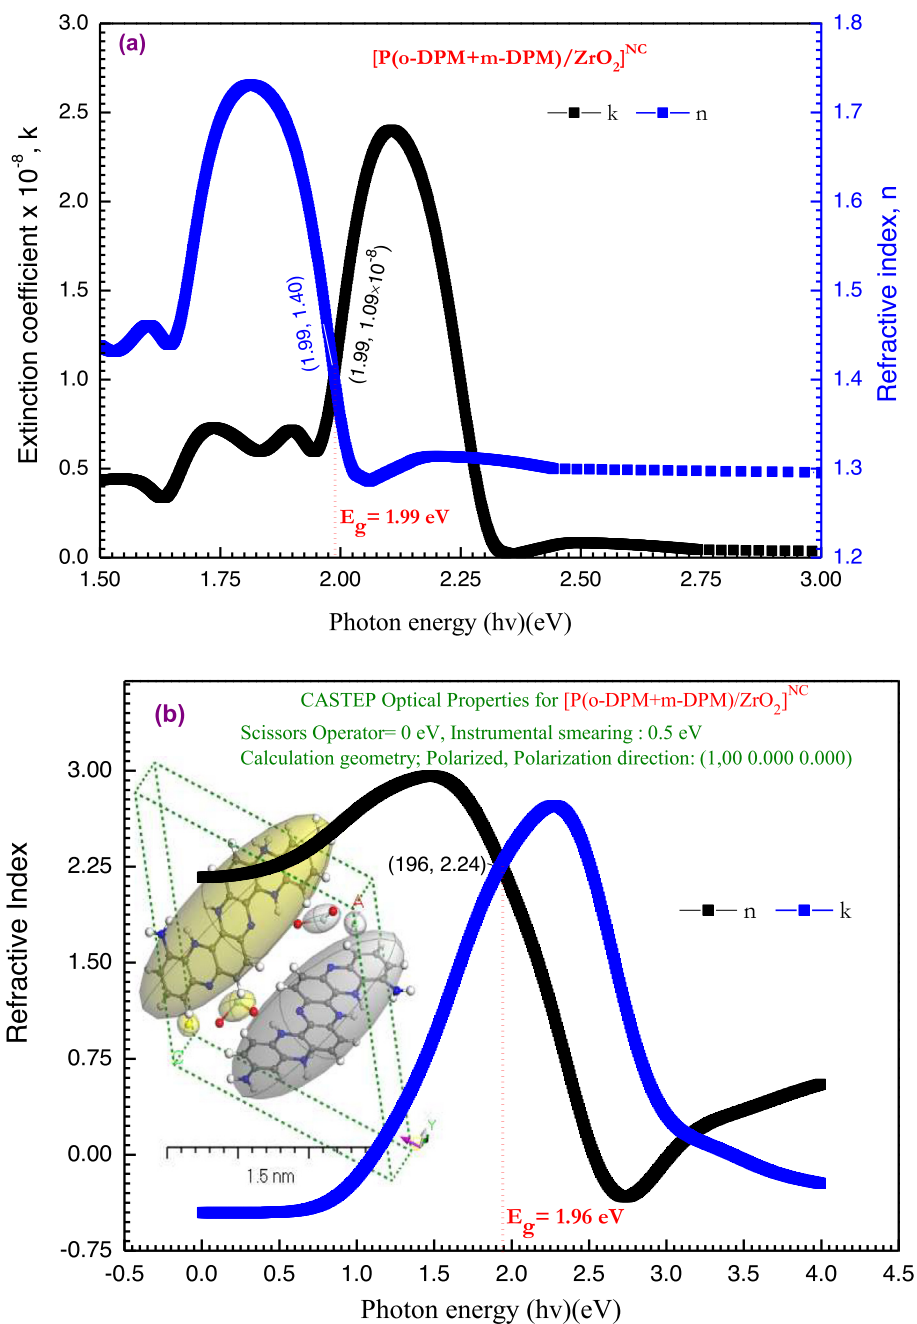 (a)
[P(o-DPM+m-DPM)/ZrO2]NC
k n
3.0
2.5
2.0
1.5
1.0
0.5
0.0
Extinction coefficient x 10-8, k
1.8
1.7
1.6
1.5
1.4
1.3
1.2
Refractive index, n
(1.99, 1.40)
(1.99, 1.09×10-8)
Eg= 1.99 eV
1.50 1.75 2.00 2.25 2.50 2.75 3.00
Photon energy (hν)(eV)
(b)
CASTEP Optical Properties for [P(o-DPM+m-DPM)/ZrO2]NC
Scissors Operator= 0 eV, Instrumental smearing : 0.5 eV
Calculation geometry; Polarized, Polarization direction: (1,00 0.000 0.000)
3.00
2.25
1.50
0.75
0.00
-0.75
Refractive Index
(196, 2.24)
n k
A
Y
1.5 nm
Eg= 1.96 eV
-0.5 0.0 0.5 1.0 1.5 2.0 2.5 3.0 3.5 4.0 4.5
Photon energy (hν)(eV)